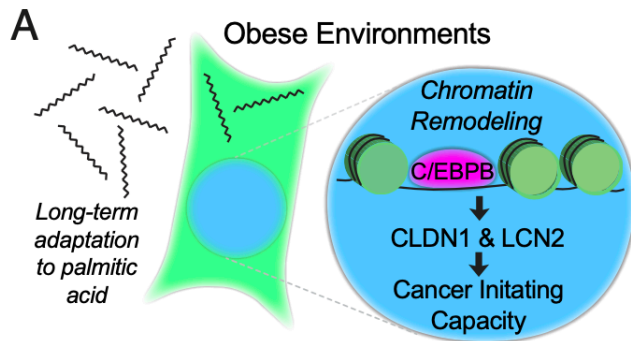 A
Obese Environments
Long-term
adaptation
to palmitic
acid
Chromatin
Remodeling
C/EBPB
CLDN1 & LCN2
Cancer Initating
Capacity